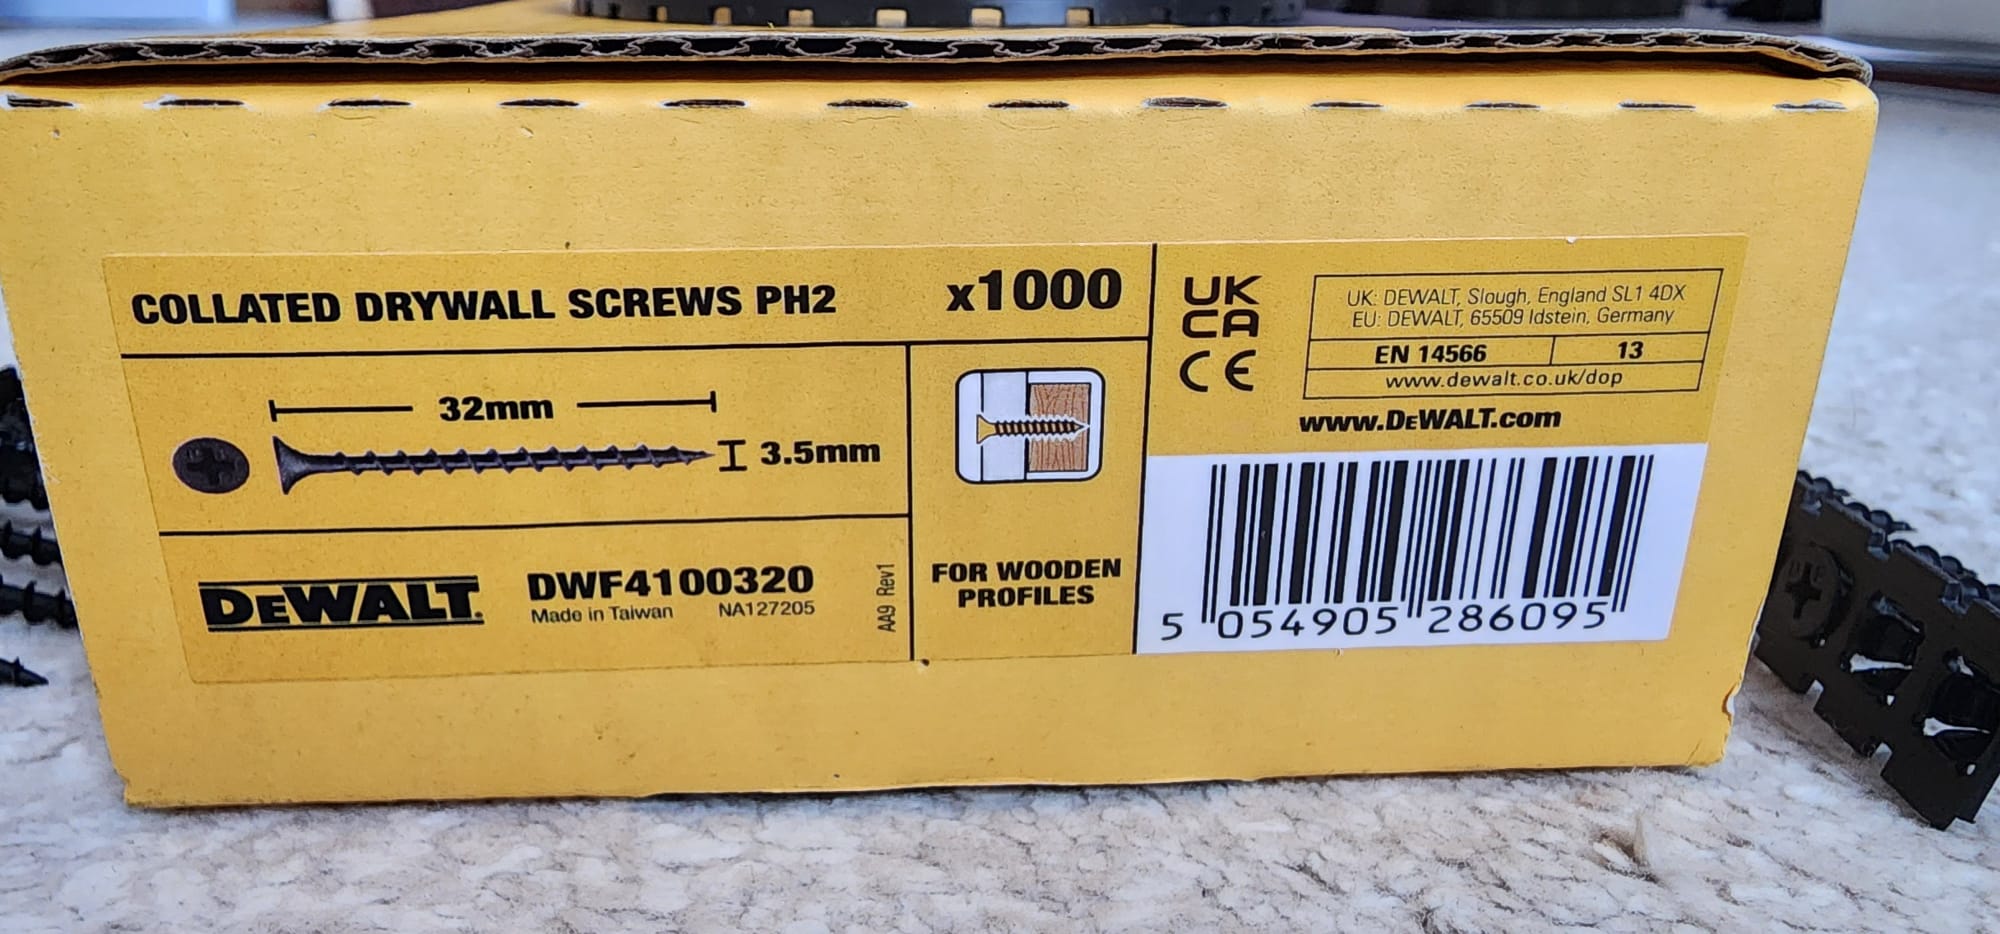 COLLATED DRYWALL SCREWS PH2
x1000
32mm
3.5mm
DEWALT.
DWF4100320
Made in Taiwan NA127205
AA9 Rev1
FOR WOODEN
PROFILES
UK
CA
CE
UK: DEWALT, Slough, England SL1 4DX
EU: DEWALT, 65509 Idstein, Germany
EN 14566 13
www.dewalt.co.uk/dop
www.DEWALT.com
5 054905 286095